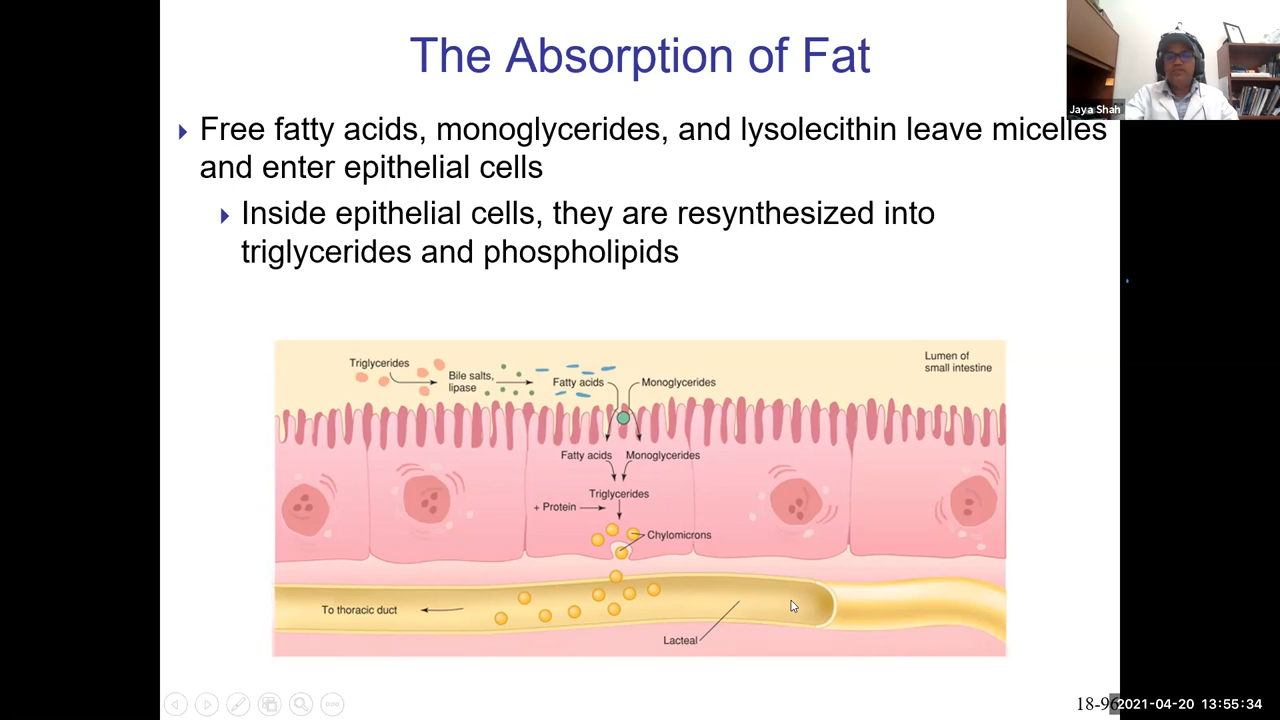 The Absorption of Fat
Jaya Shah
Free fatty acids, monoglycerides, and lysolecithin leave micelles
and enter epithelial cells
Inside epithelial cells, they are resynthesized into
triglycerides and phospholipids
Triglycerides
Bile salts,
lipase
Fatty acids
Monoglycerides
Lumen of
small intestine
Fatty acids
Monoglycerides
Triglycerides
+ Protein
Chylomicrons
To thoracic duct
Lacteal
18-96
2021-04-20 13:55:34